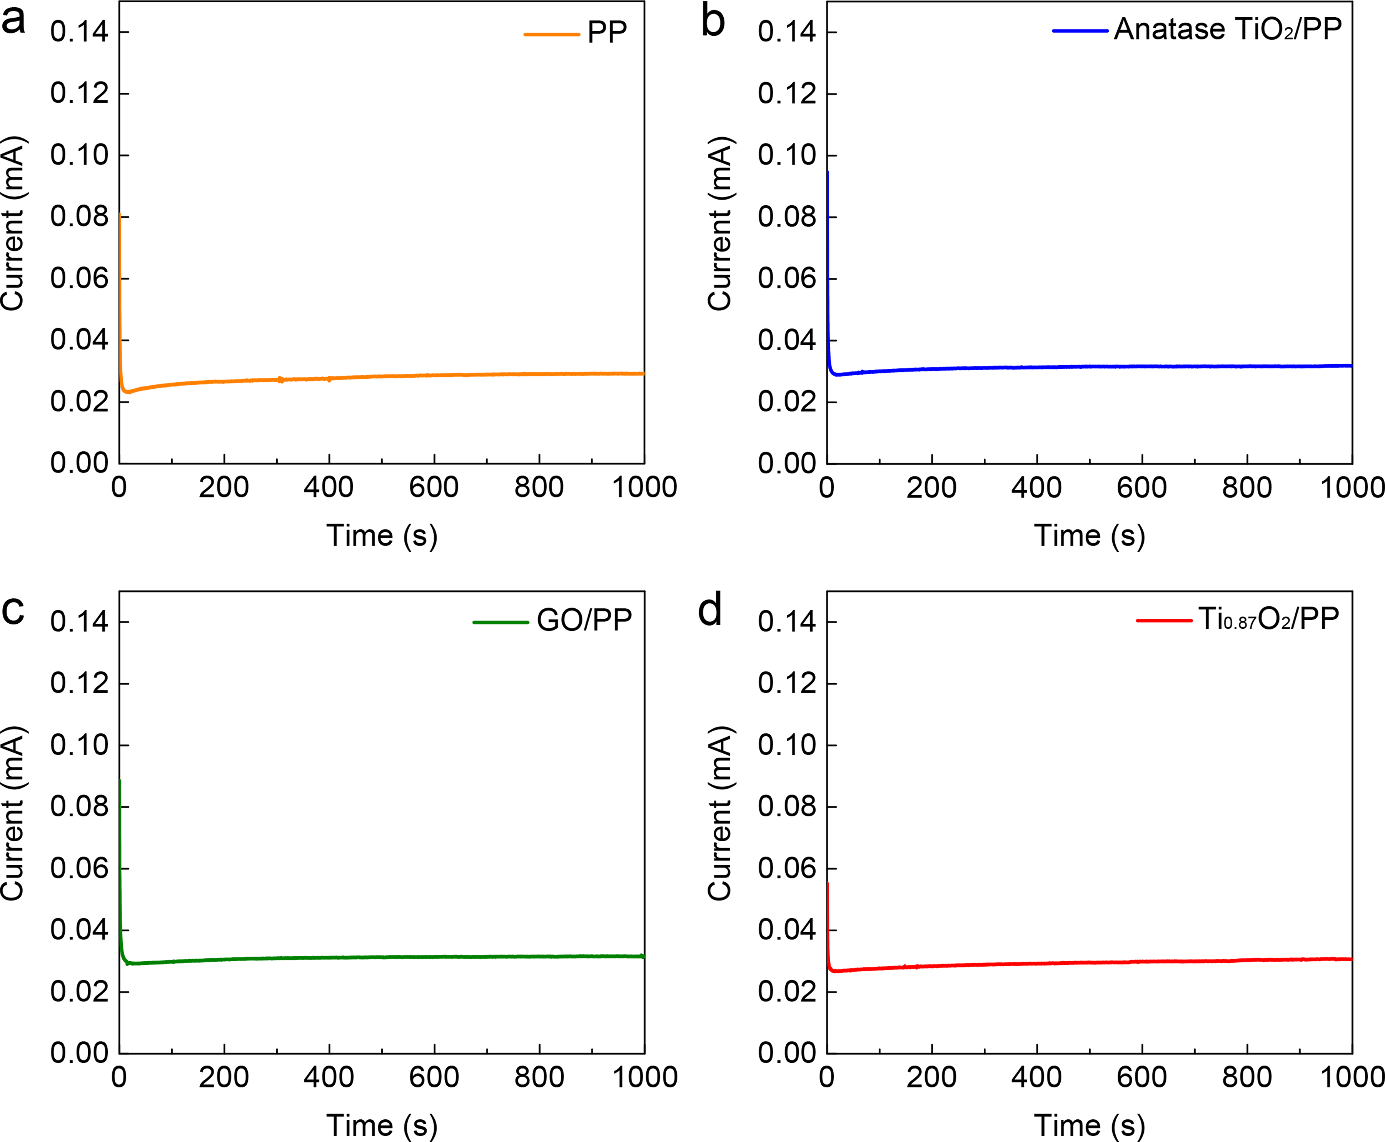 a
PP
0.14
0.12
0.10
0.08
0.06
0.04
0.02
0.00
Current (mA)
0 200 400 600 800 1000
Time (s)
b
Anatase TiO₂/PP
0.14
0.12
0.10
0.08
0.06
0.04
0.02
0.00
Current (mA)
0 200 400 600 800 1000
Time (s)
c
GO/PP
0.14
0.12
0.10
0.08
0.06
0.04
0.02
0.00
Current (mA)
0 200 400 600 800 1000
Time (s)
d
Ti₀.₈₇O₂/PP
0.14
0.12
0.10
0.08
0.06
0.04
0.02
0.00
Current (mA)
0 200 400 600 800 1000
Time (s)